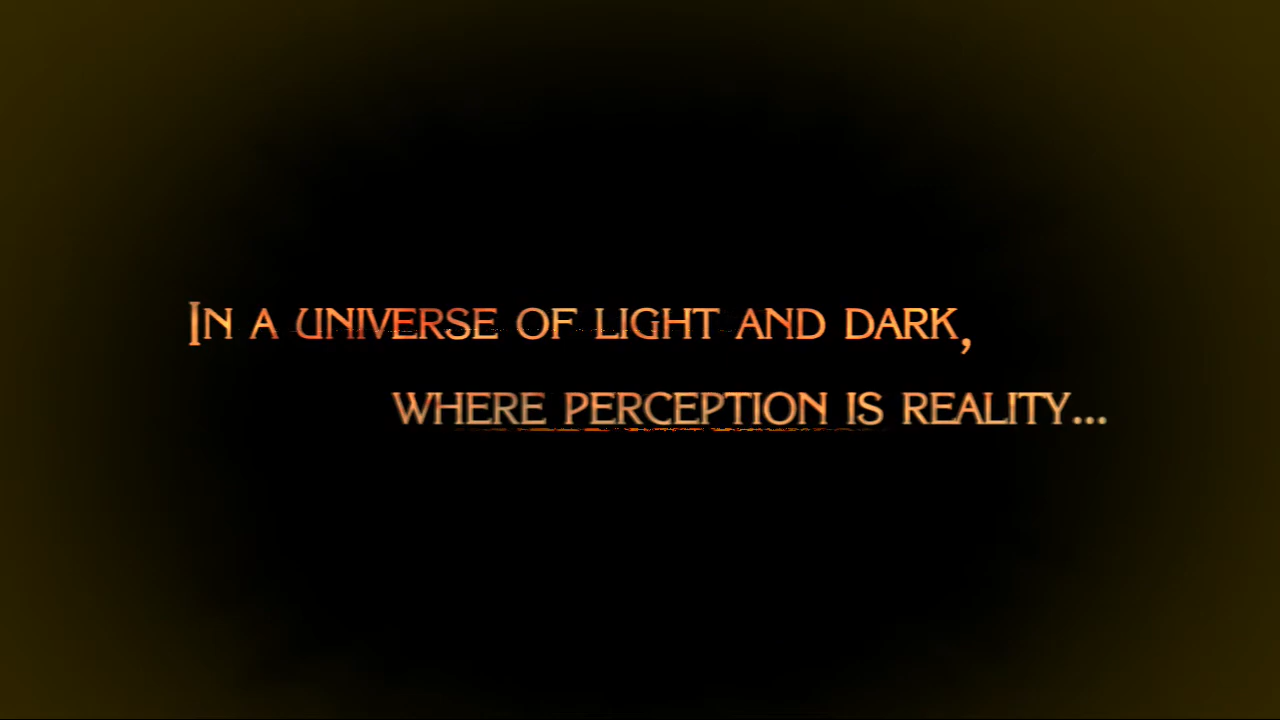 In a universe of light and dark,
where perception is reality...